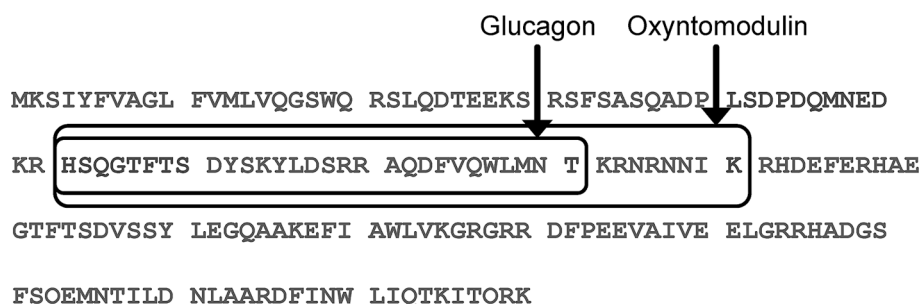 Glucagon Oxyntomodulin
MKSIYFVAGL FVMLVQGSWQ RSLQDTEEKS RSFSASQADP LSDPDQMNED
KR HSQGTFTS DYSKYLDSRR AQDFVQWLMN T KRNRNNI K RHDEFERHAE
GTFTSDVSSY LEGQAAKEFI AWLVKGRGRR DFPEEVAIVE ELGRRHADGS
FSOEMNTILD NLAARDFINW LIOTKITORK